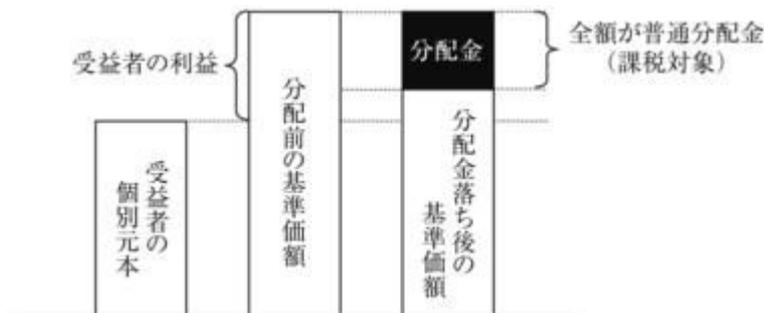 受益者の利益
分配金
全額が普通分配金
(課税対象)
受益者の
個別元本
分配前の基準価額
分配金落ち後の
基準価額